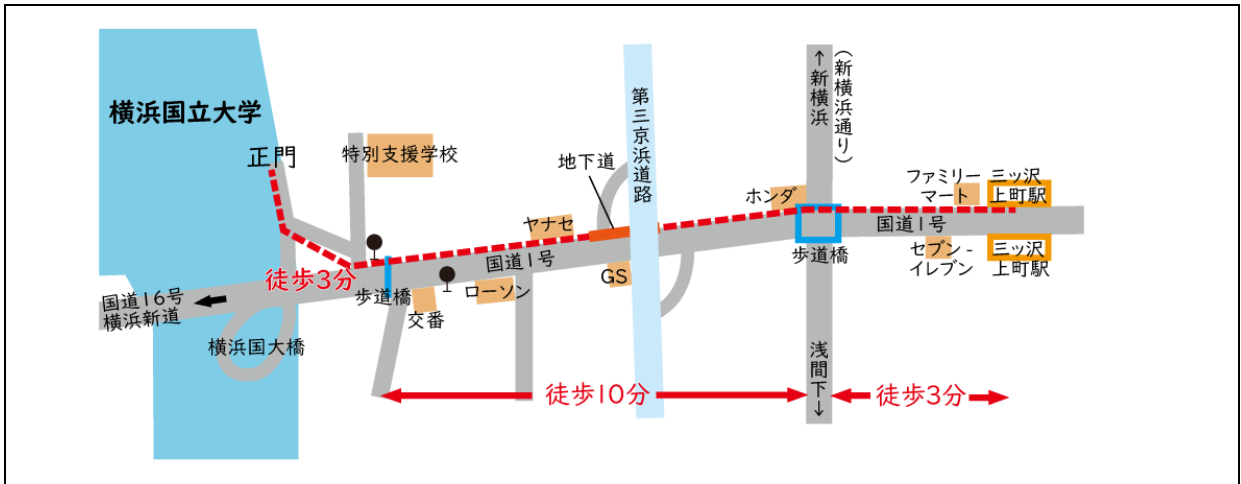 横浜国立大学
正門
特別支援学校
地下道
第三京浜道路
↑新横浜
(新横浜通り)
ファミリー
マート
三ッ沢
上町駅
ホンダ
ヤナセ
国道1号
国道1号
歩道橋
セブン-
イレブン
三ッ沢
上町駅
徒歩3分
GS
ローソン
歩道橋
交番
国道16号
横浜新道
横浜国大橋
浅間下↓
徒歩10分
徒歩3分